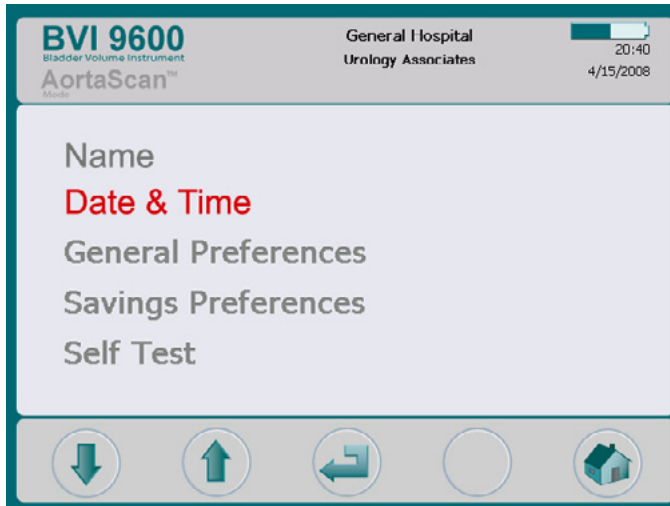 BVI 9600
Bladder Volume Instrument
AortaScan™
Mode
General Hospital
Urology Associates
20:40
4/15/2008
Name
Date & Time
General Preferences
Savings Preferences
Self Test